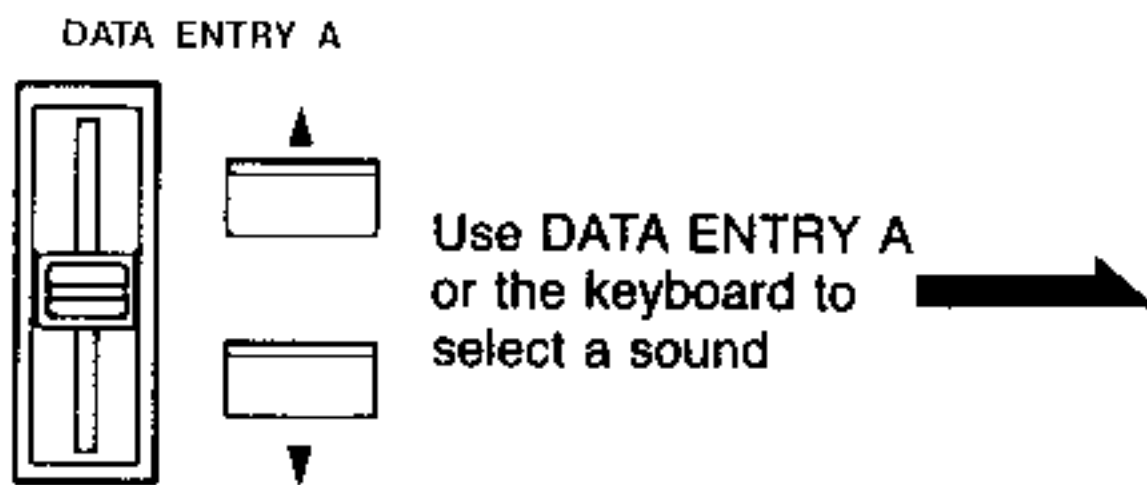 DATA ENTRY A
Use DATA ENTRY A
or the keyboard to
select a sound